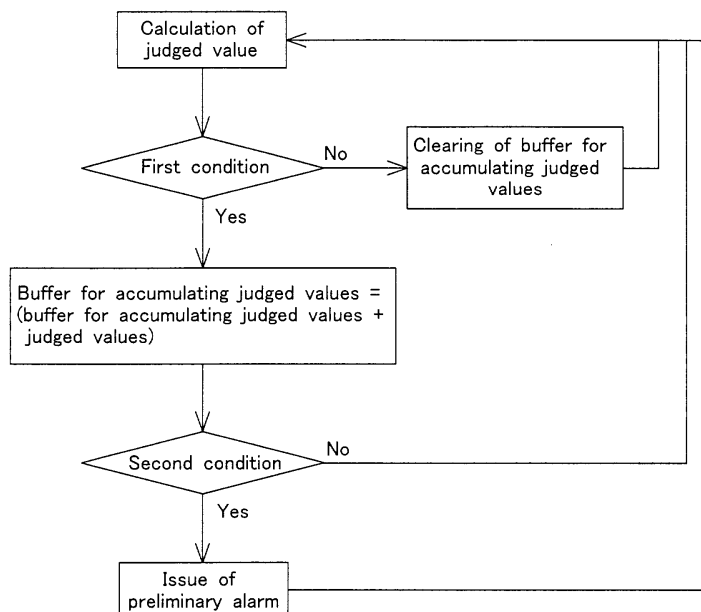 Calculation of
judged value
First condition
No
Clearing of buffer for
accumulating judged
values
Yes
Buffer for accumulating judged values =
(buffer for accumulating judged values +
judged values)
Second condition
No
Yes
Issue of
preliminary alarm